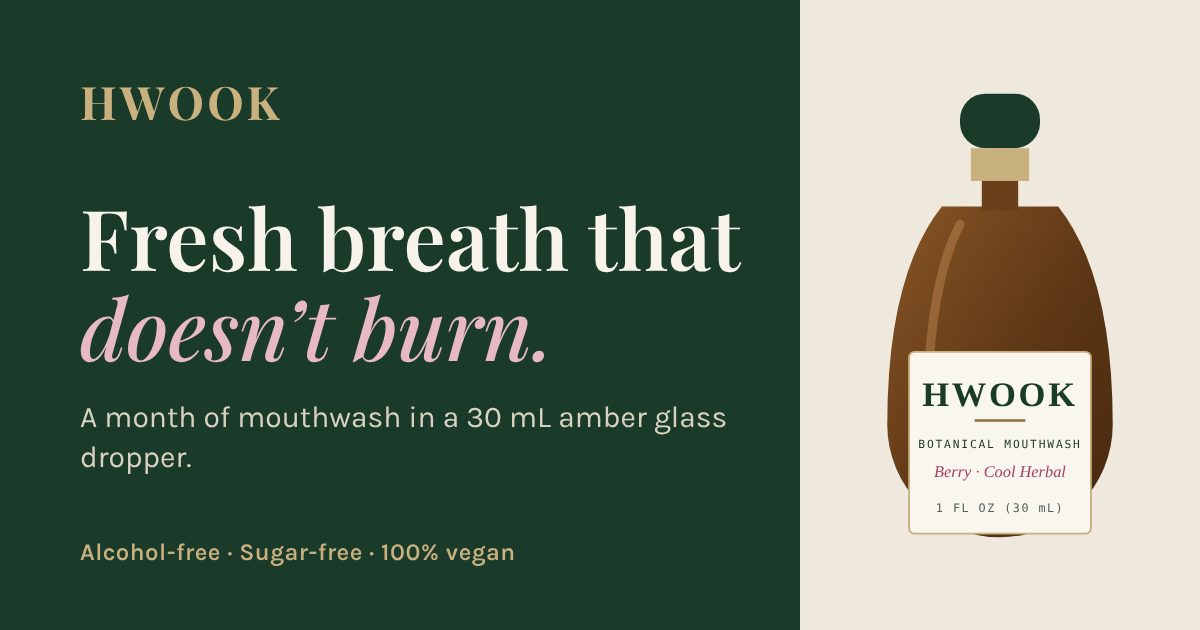 HWOOK
Fresh breath that
doesn’t burn.
A month of mouthwash in a 30 mL amber glass
dropper.
Alcohol-free · Sugar-free · 100% vegan
HWOOK
BOTANICAL MOUTHWASH
Berry · Cool Herbal
1 FL OZ (30 mL)